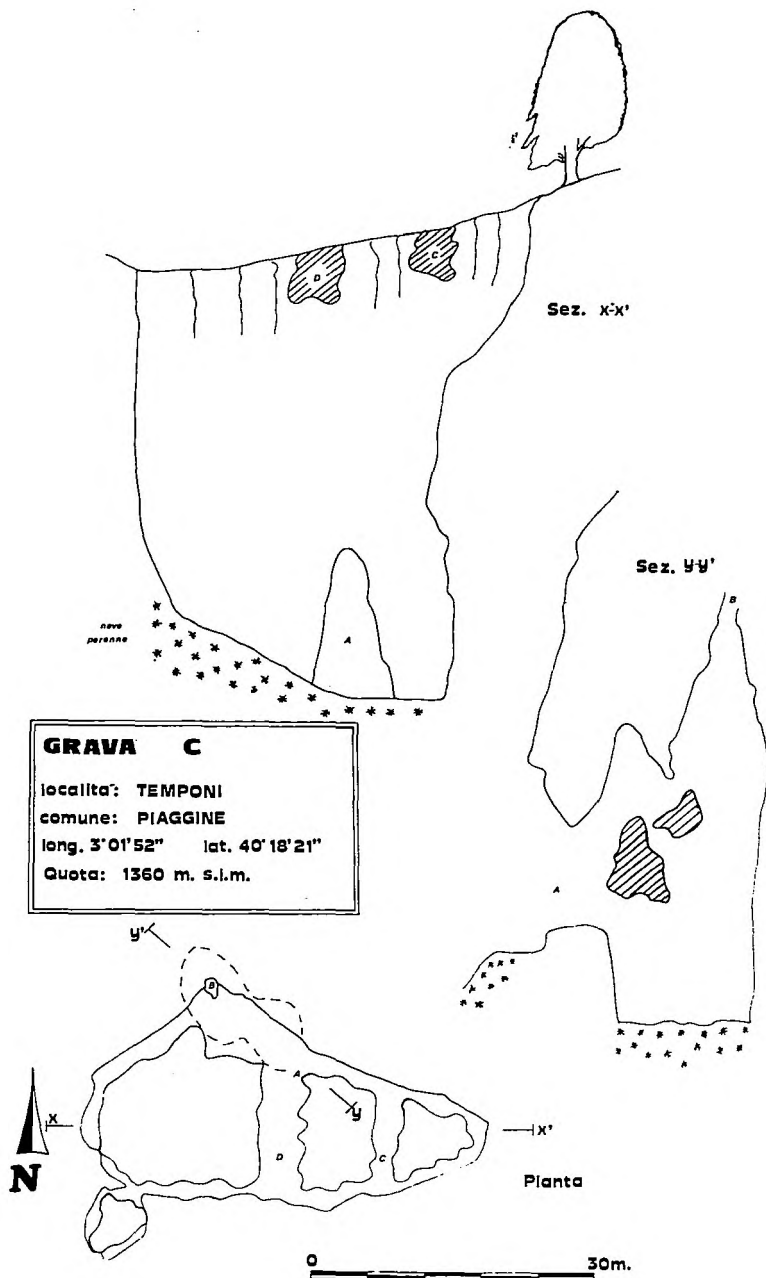 D
C
Sez. x-x'
Sez. y-y'
B
neve
perenne
A
A
GRAVA C
localita': TEMPONI
comune: PIAGGINE
long. 3°01'52" lat. 40°18'21"
Quota: 1360 m. s.l.m.
y'
B
A
x
y
x'
D
C
N
Pianta
0 30m.